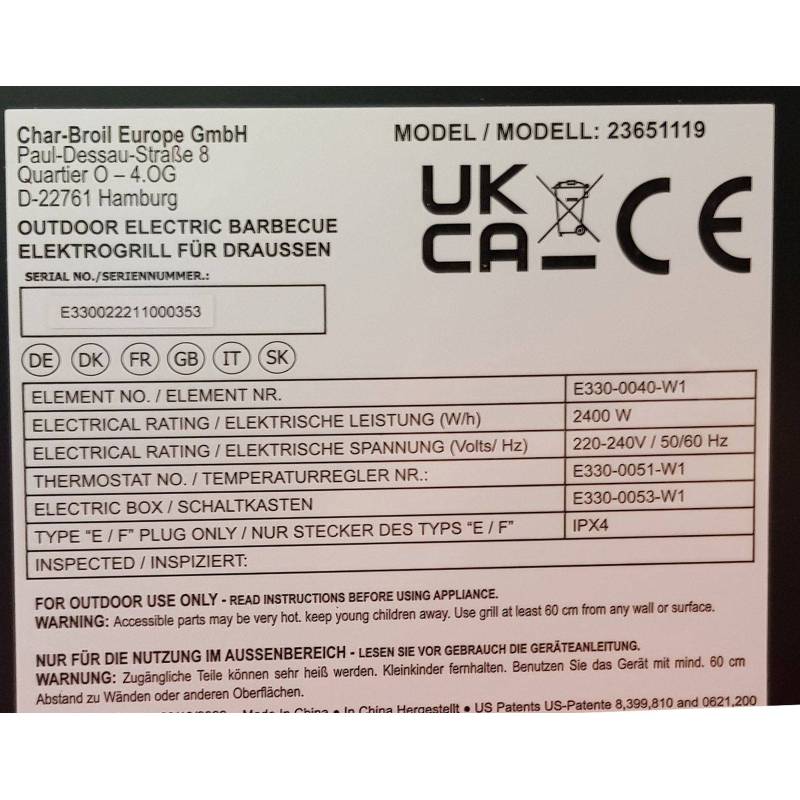 Char-Broil Europe GmbH
Paul-Dessau-Straße 8
Quartier O – 4.OG
D-22761 Hamburg
OUTDOOR ELECTRIC BARBECUE
ELEKTROGRILL FÜR DRAUSSEN
SERIAL NO./SERIENNUMMER.:
E330022211000353
MODEL / MODELL: 23651119
UK
CA
CE
DE DK FR GB IT SK
ELEMENT NO. / ELEMENT NR. E330-0040-W1
ELECTRICAL RATING / ELEKTRISCHE LEISTUNG (W/h) 2400 W
ELECTRICAL RATING / ELEKTRISCHE SPANNUNG (Volts/ Hz) 220-240V / 50/60 Hz
THERMOSTAT NO. / TEMPERATURREGLER NR.: E330-0051-W1
ELECTRIC BOX / SCHALTKASTEN E330-0053-W1
TYPE “E / F” PLUG ONLY / NUR STECKER DES TYPS “E / F” IPX4
INSPECTED / INSPIZIERT:
FOR OUTDOOR USE ONLY - READ INSTRUCTIONS BEFORE USING APPLIANCE.
WARNING: Accessible parts may be very hot. keep young children away. Use grill at least 60 cm from any wall or surface.
NUR FÜR DIE NUTZUNG IM AUSSENBEREICH - LESEN SIE VOR GEBRAUCH DIE GERÄTEANLEITUNG.
WARNUNG: Zugängliche Teile können sehr heiß werden. Kleinkinder fernhalten. Benutzen Sie das Gerät mit mind. 60 cm
Abstand zu Wänden oder anderen Oberflächen.
Made in China • In China Hergestellt • US Patents US-Patente 8,399,810 and 0621,200